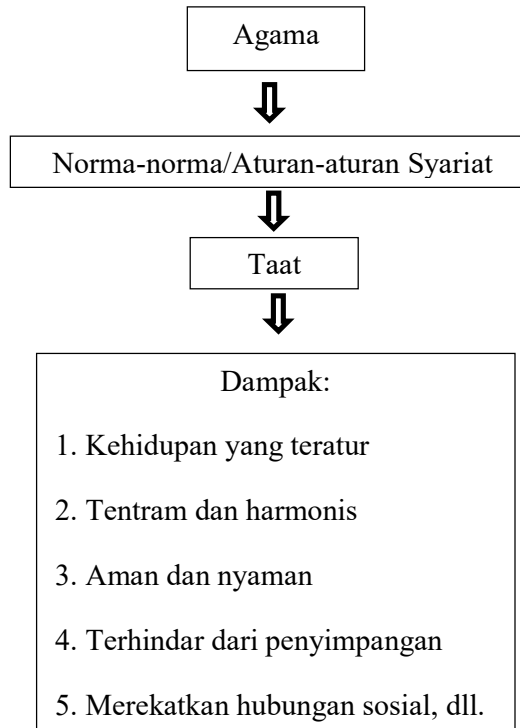 Agama
Norma-norma/Aturan-aturan Syariat
Taat
Dampak:
1. Kehidupan yang teratur
2. Tentram dan harmonis
3. Aman dan nyaman
4. Terhindar dari penyimpangan
5. Merekatkan hubungan sosial, dll.